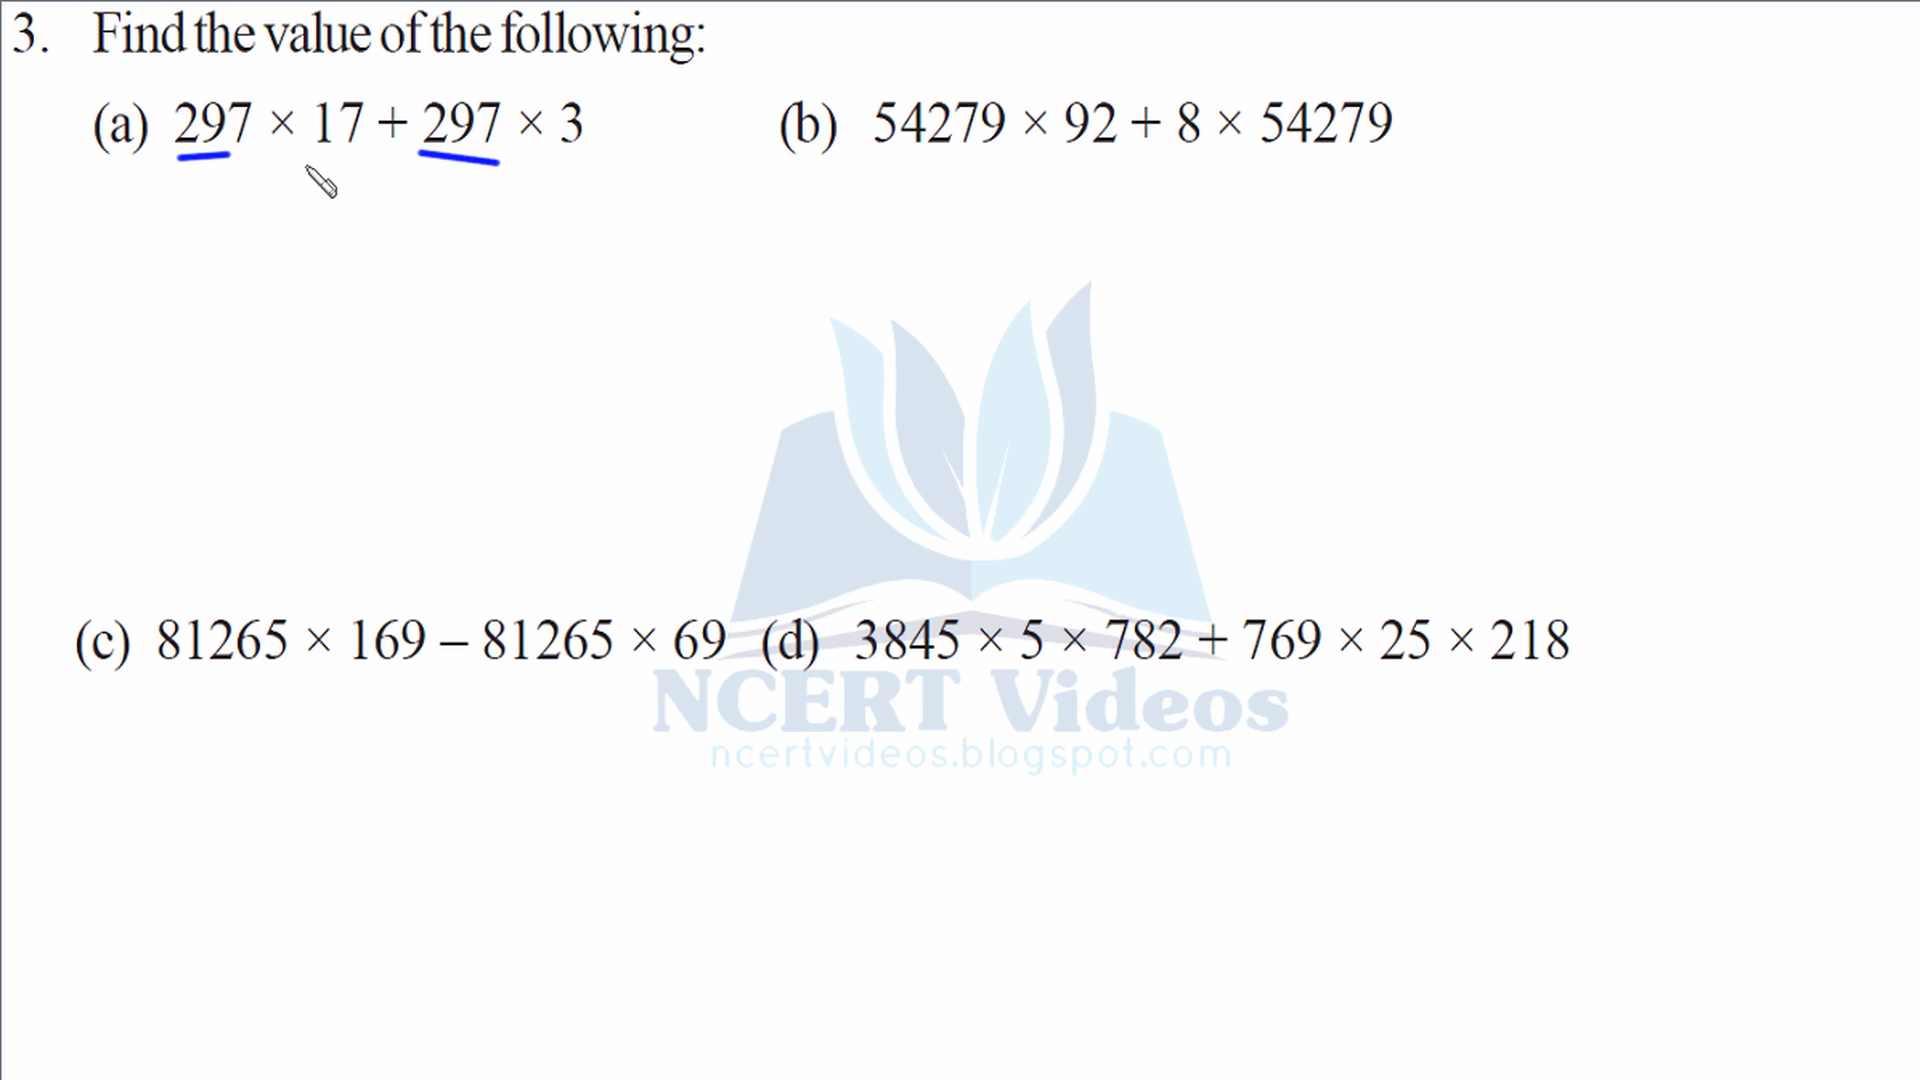 3. Find the value of the following:
(a) 297 × 17 + 297 × 3 (b) 54279 × 92 + 8 × 54279
(c) 81265 × 169 – 81265 × 69 (d) 3845 × 5 × 782 + 769 × 25 × 218
NCERT Videos
ncertvideos.blogspot.com